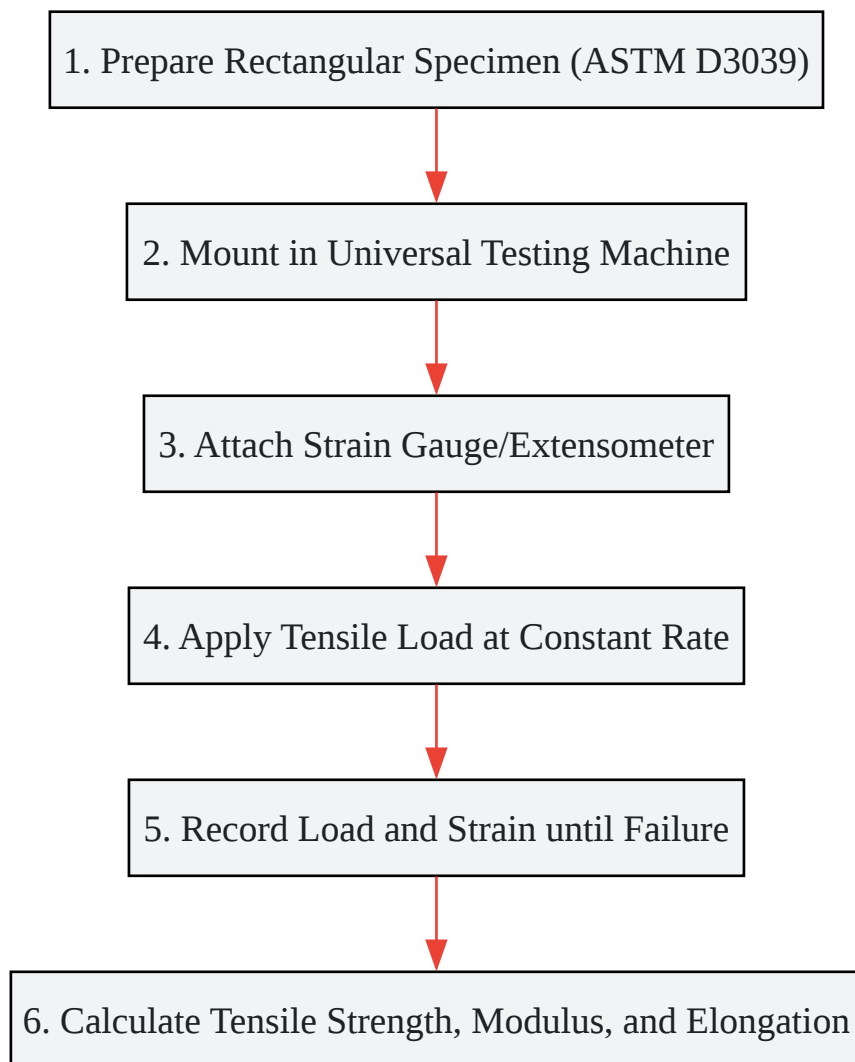 1. Prepare Rectangular Specimen (ASTM D3039)
2. Mount in Universal Testing Machine
3. Attach Strain Gauge/Extensometer
4. Apply Tensile Load at Constant Rate
5. Record Load and Strain until Failure
6. Calculate Tensile Strength, Modulus, and Elongation